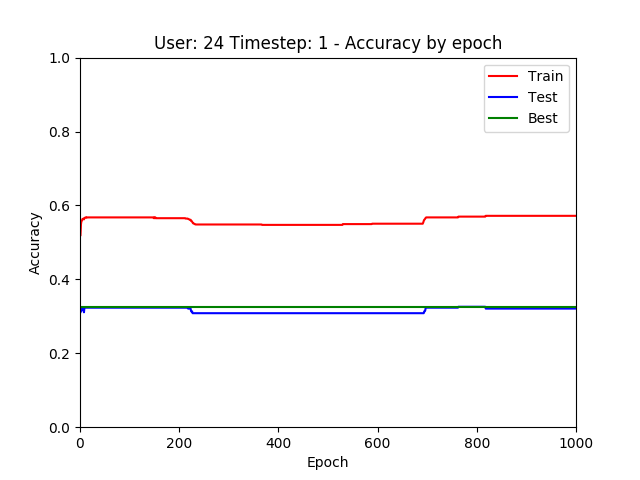 User: 24 Timestep: 1 - Accuracy by epoch
1.0
0.8
0.6
0.4
0.2
0.0
Accuracy
Train
Test
Best
0 200 400 600 800 1000
Epoch